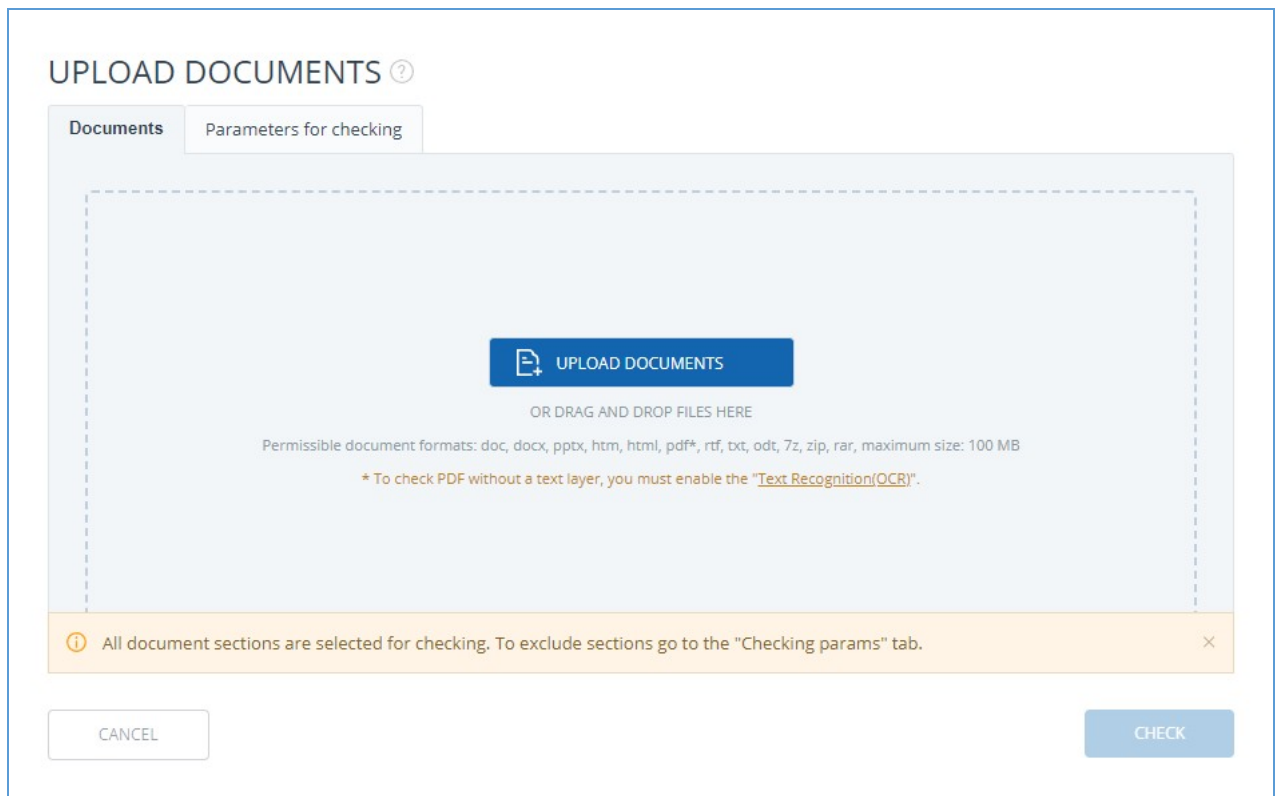 UPLOAD DOCUMENTS ?
Documents
Parameters for checking
UPLOAD DOCUMENTS
OR DRAG AND DROP FILES HERE
Permissible document formats: doc, docx, pptx, htm, html, pdf*, rtf, txt, odt, 7z, zip, rar, maximum size: 100 MB
* To check PDF without a text layer, you must enable the "Text Recognition(OCR)".
All document sections are selected for checking. To exclude sections go to the "Checking params" tab.
CANCEL
CHECK